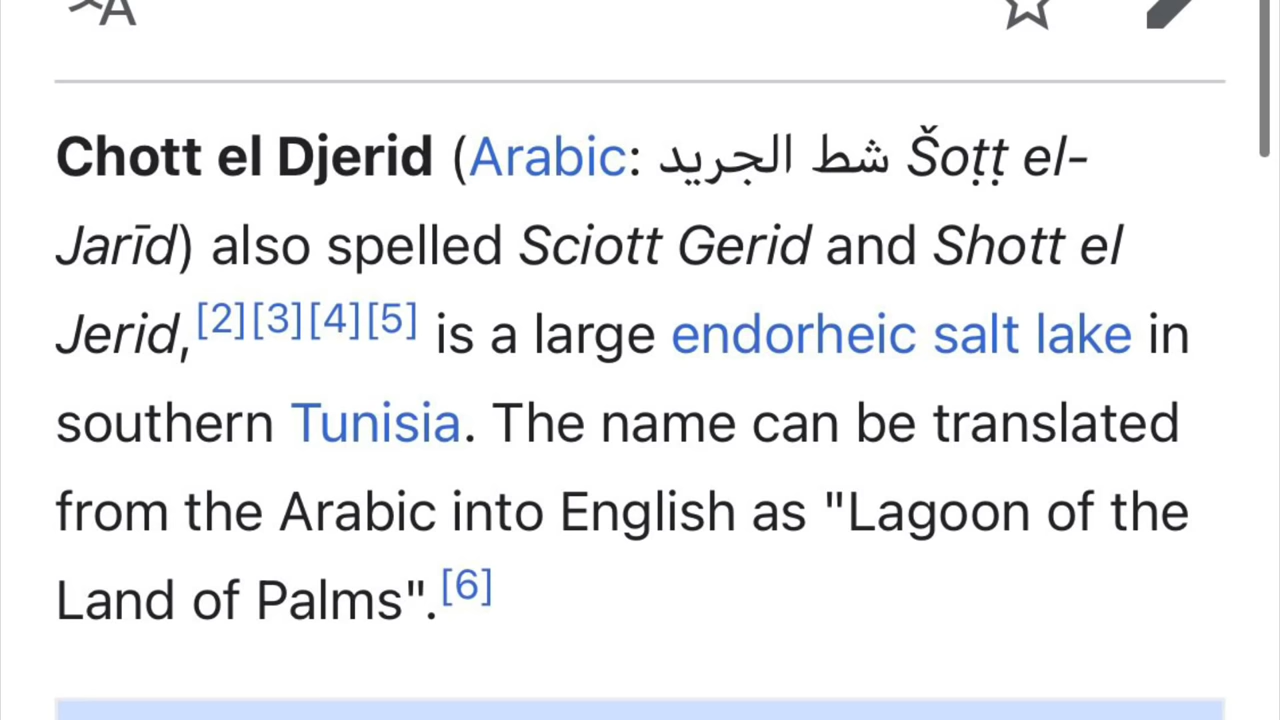 Chott el Djerid (Arabic: شط الجريد Šoṭṭ el-
Jarīd) also spelled Sciott Gerid and Shott el
Jerid,[2][3][4][5] is a large endorheic salt lake in
southern Tunisia. The name can be translated
from the Arabic into English as "Lagoon of the
Land of Palms".[6]